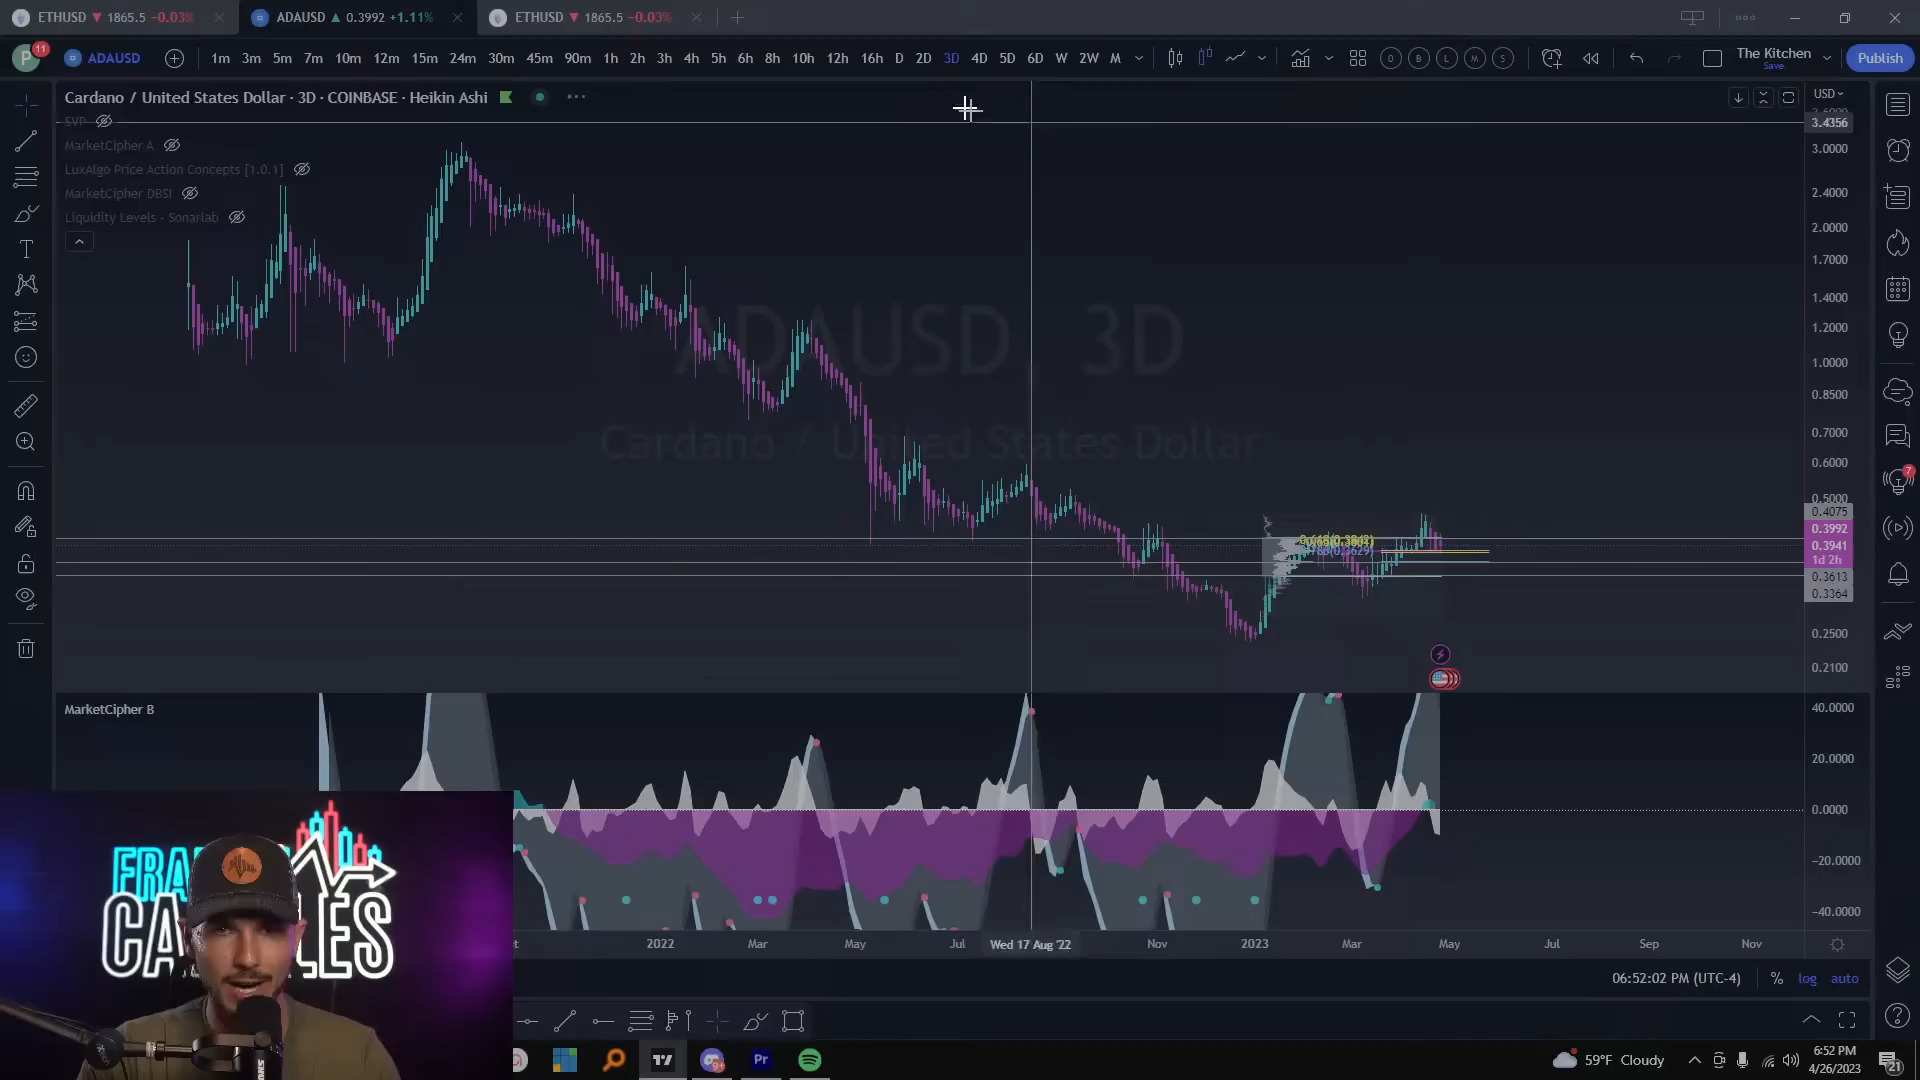 ETHUSD ▼ 1865.5 −0.03%
ADAUSD ▲ 0.3992 +1.11%
ETHUSD ▼ 1865.5 −0.03%
P 11
ADAUSD
1m 3m 5m 7m 10m 12m 15m 24m 30m 45m 90m 1h 2h 3h 4h 5h 6h 8h 10h 12h 16h D 2D 3D 4D 5D 6D W 2W M
O B L M S
The Kitchen
Save
Publish
Cardano / United States Dollar · 3D · COINBASE · Heikin Ashi
USD
SVP
MarketCipher A
LuxAlgo Price Action Concepts [1.0.1]
MarketCipher DBSI
Liquidity Levels - Sonarlab
3.4356
3.0000
2.4000
2.0000
1.7000
1.4000
1.2000
1.0000
0.8500
0.7000
0.6000
0.5000
0.4075
0.3992
0.3941
1d 2h
0.3613
0.3364
0.2500
0.2100
ADAUSD, 3D
Cardano / United States Dollar
7
MarketCipher B
40.0000
20.0000
0.0000
−20.0000
−40.0000
2022 Mar May Jul Wed 17 Aug '22 Nov 2023 Mar May Jul Sep Nov
06:52:02 PM (UTC-4) % log auto
59°F Cloudy
6:52 PM
4/26/2023
21
TV
9+
Pr